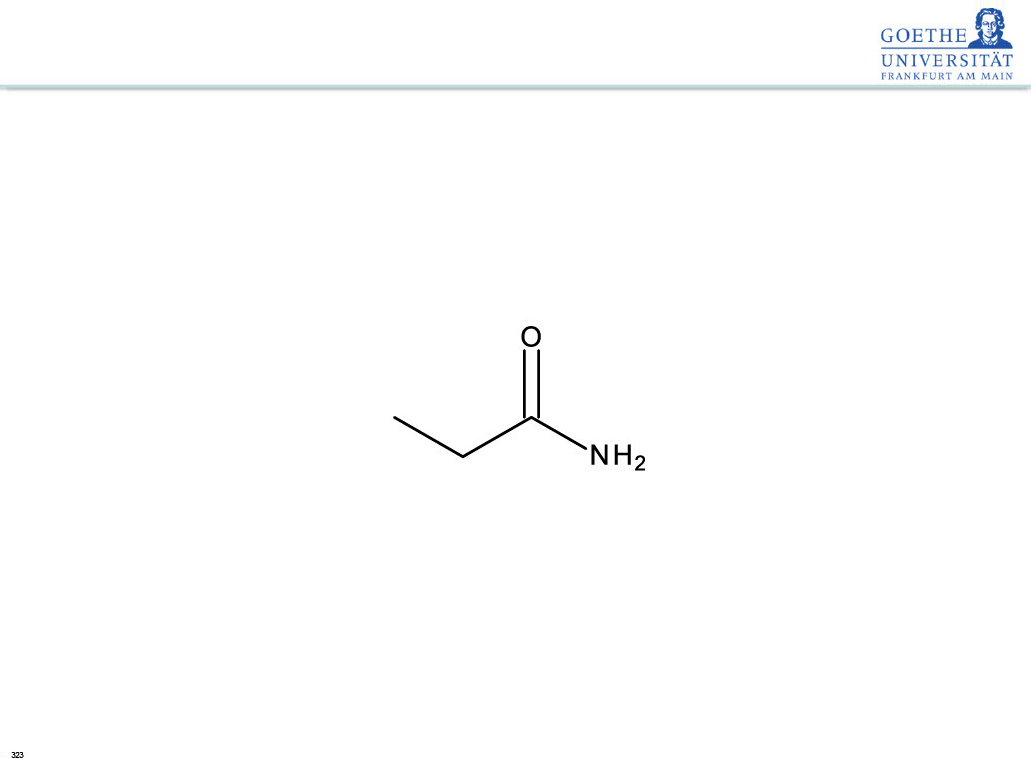 GOETHE
UNIVERSITÄT
FRANKFURT AM MAIN
O
NH₂
323